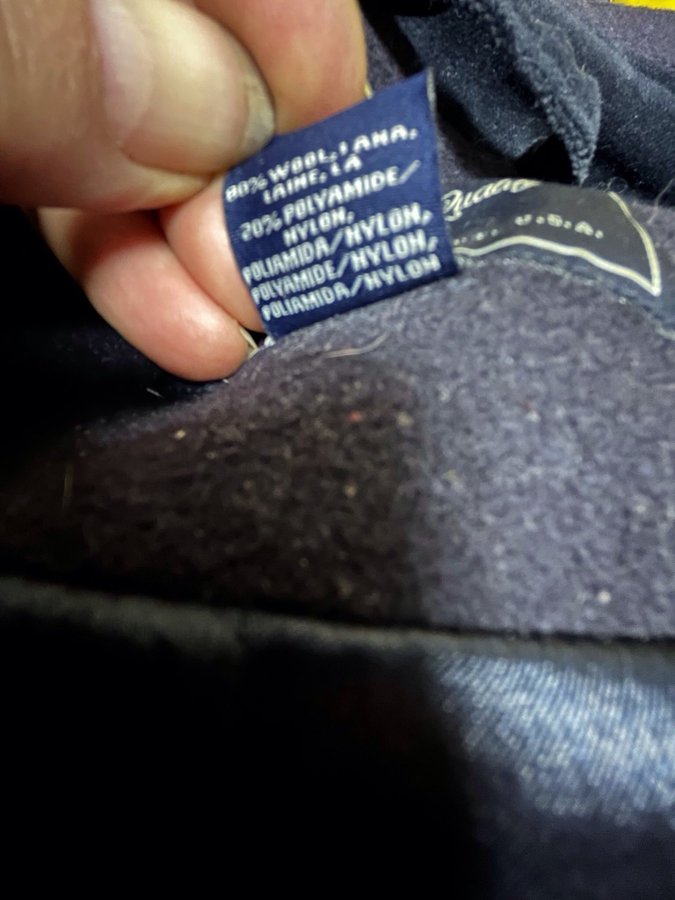 80% WOOL, LANA,
LAINE, LA
20% POLYAMIDE/
NYLON,
POLIAMIDA/NYLON,
POLYAMIDE/NYLON,
POLIAMIDA/NYLON
U.S.A.